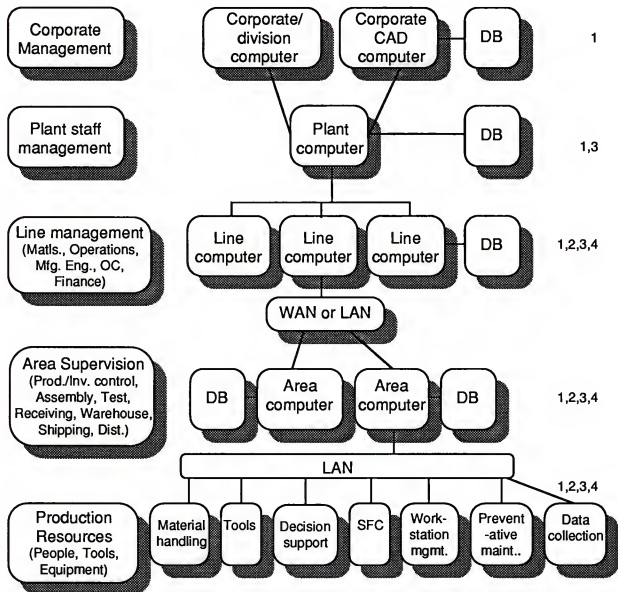 Corporate
Management
Corporate/
division
computer
Corporate
CAD
computer
DB
1
Plant staff
management
Plant
computer
DB
1,3
Line management
(Matls., Operations,
Mfg. Eng., OC,
Finance)
Line
computer
Line
computer
Line
computer
DB
1,2,3,4
WAN or LAN
Area Supervision
(Prod./Inv. control,
Assembly, Test,
Receiving, Warehouse,
Shipping, Dist.)
DB
Area
computer
Area
computer
DB
1,2,3,4
LAN
1,2,3,4
Production
Resources
(People, Tools,
Equipment)
Material
handling
Tools
Decision
support
SFC
Work-
station
mgmt.
Prevent
-ative
maint..
Data
collection